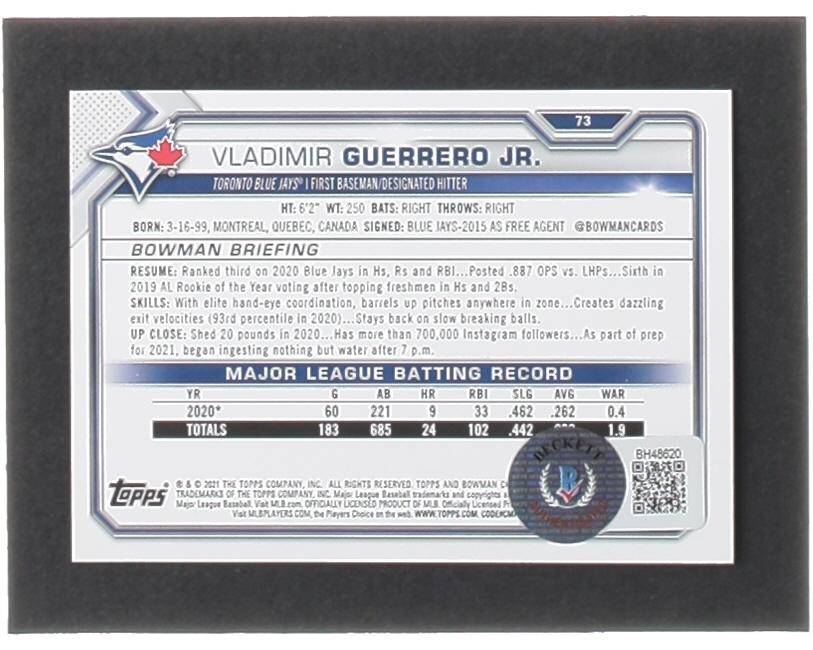 73
VLADIMIR GUERRERO JR.
TORONTO BLUE JAYS® | FIRST BASEMAN/DESIGNATED HITTER
HT: 6'2" WT: 250 BATS: RIGHT THROWS: RIGHT
BORN: 3-16-99, MONTREAL, QUEBEC, CANADA SIGNED: BLUE JAYS-2015 AS FREE AGENT @BOWMANCARDS
BOWMAN BRIEFING
RESUME: Ranked third on 2020 Blue Jays in Hs, Rs and RBI...Posted .887 OPS vs. LHPs...Sixth in
2019 AL Rookie of the Year voting after topping freshmen in Hs and 2Bs.
SKILLS: With elite hand-eye coordination, barrels up pitches anywhere in zone...Creates dazzling
exit velocities (93rd percentile in 2020)...Stays back on slow breaking balls.
UP CLOSE: Shed 20 pounds in 2020...Has more than 700,000 Instagram followers...As part of prep
for 2021, began ingesting nothing but water after 7 p.m.
MAJOR LEAGUE BATTING RECORD
YR G AB HR RBI SLG AVG WAR
2020* 60 221 9 33 .462 .262 0.4
TOTALS 183 685 24 102 .442 1.9
BECKETT
B
BH48620
topps
® & © 2021 THE TOPPS COMPANY, INC. ALL RIGHTS RESERVED. TOPPS AND BOWMAN
TRADEMARKS OF THE TOPPS COMPANY, INC. Major League Baseball trademarks and copyrights
Major League Baseball. Visit MLB.com. OFFICIALLY LICENSED PRODUCT OF MLB. Officially Licensed
Visit MLBPLAYERS.COM, the Players Choice on the web. WWW.TOPPS.COM.